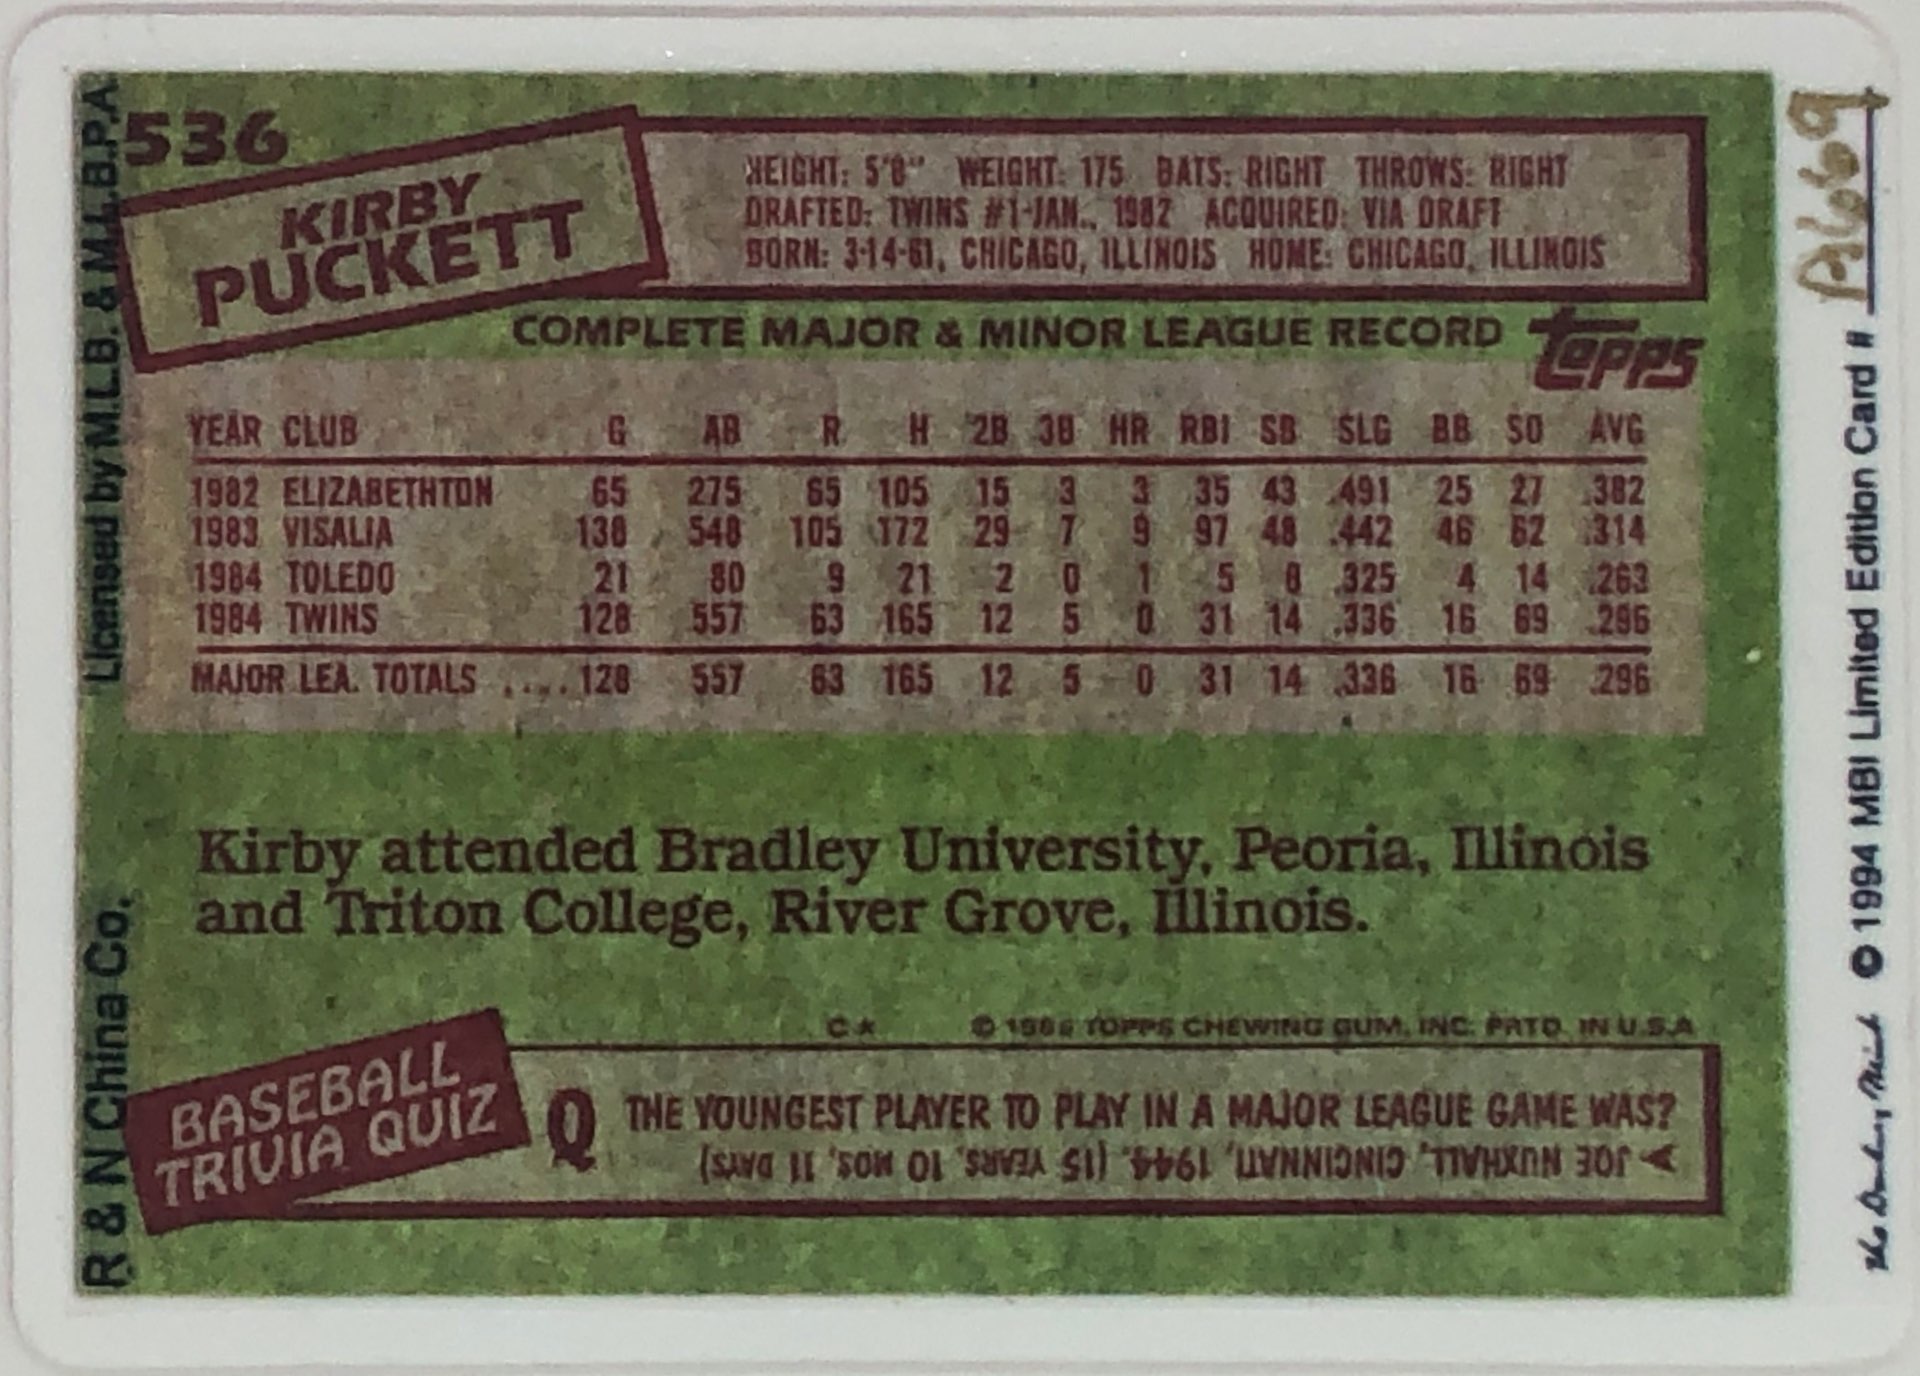 536
KIRBY
PUCKETT
HEIGHT: 5'8" WEIGHT: 175 BATS: RIGHT THROWS: RIGHT
DRAFTED: TWINS #1-JAN., 1982 ACQUIRED: VIA DRAFT
BORN: 3-14-61, CHICAGO, ILLINOIS HOME: CHICAGO, ILLINOIS
COMPLETE MAJOR & MINOR LEAGUE RECORD
topps
YEAR CLUB G AB R H 2B 3B HR RBI SB SLG BB SO AVG
1982 ELIZABETHTON 65 275 65 105 15 3 3 35 43 .491 25 27 .382
1983 VISALIA 138 548 105 172 29 7 9 97 48 .442 46 62 .314
1984 TOLEDO 21 80 9 21 2 0 1 5 8 .325 4 14 .263
1984 TWINS 128 557 63 165 12 5 0 31 14 .336 16 69 .296
MAJOR LEA. TOTALS .... 128 557 63 165 12 5 0 31 14 .336 16 69 .296
Kirby attended Bradley University, Peoria, Illinois
and Triton College, River Grove, Illinois.
C* © 1985 TOPPS CHEWING GUM, INC. PRTD. IN U.S.A.
BASEBALL
TRIVIA QUIZ
Q THE YOUNGEST PLAYER TO PLAY IN A MAJOR LEAGUE GAME WAS?
A JOE NUXHALL, CINCINNATI, 1944. (15 YEARS, 10 MOS. 11 DAYS)
R & N China Co. Licensed by M.L.B. & M.L.B.P.A.
© 1994 MBI Limited Edition Card #